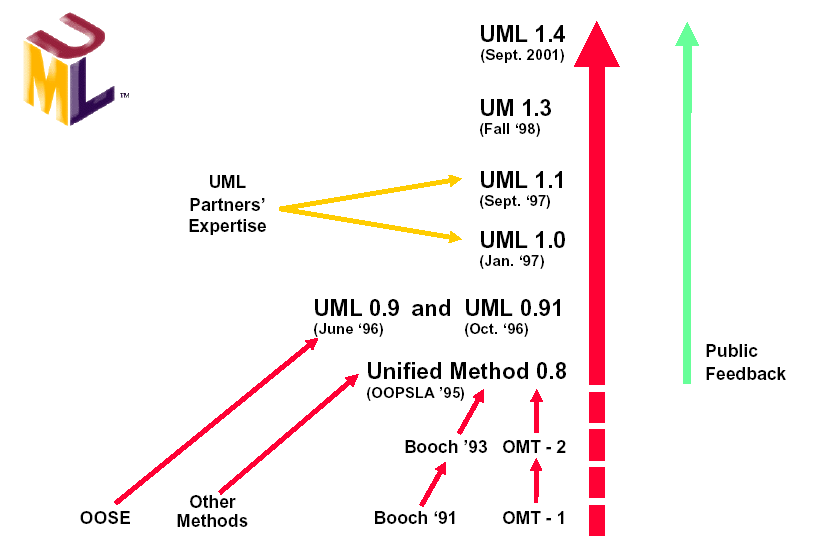 UML™
UML 1.4
(Sept. 2001)
UM 1.3
(Fall ‘98)
UML
Partners’
Expertise
UML 1.1
(Sept. ‘97)
UML 1.0
(Jan. ‘97)
UML 0.9 and UML 0.91
(June ‘96) (Oct. ‘96)
Public
Feedback
Unified Method 0.8
(OOPSLA ’95)
Booch ’93 OMT - 2
Other
Methods
OOSE
Booch ‘91 OMT - 1